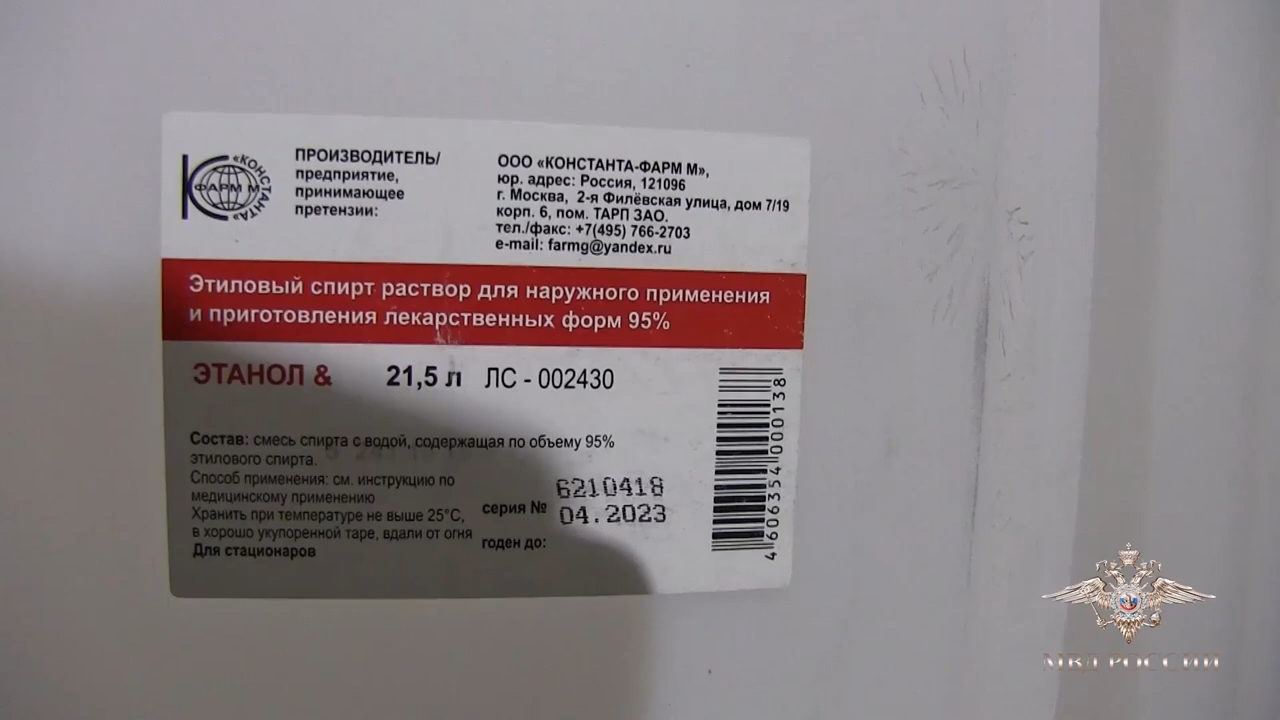 «КОНСТАНТА»
ФАРМ М
ПРОИЗВОДИТЕЛЬ/
предприятие,
принимающее
претензии:
ООО «КОНСТАНТА-ФАРМ М»,
юр. адрес: Россия, 121096
г. Москва, 2-я Филёвская улица, дом 7/19
корп. 6, пом. ТАРП ЗАО.
тел./факс: +7(495) 766-2703
e-mail: farmg@yandex.ru
Этиловый спирт раствор для наружного применения
и приготовления лекарственных форм 95%
ЭТАНОЛ & 21,5 л ЛС - 002430
Состав: смесь спирта с водой, содержащая по объему 95%
этилового спирта.
Способ применения: см. инструкцию по
медицинскому применению
Хранить при температуре не выше 25°С,
в хорошо укупоренной таре, вдали от огня
Для стационаров
серия № 6210418
04.2023
годен до:
4 606354 000138
МВД РОССИИ